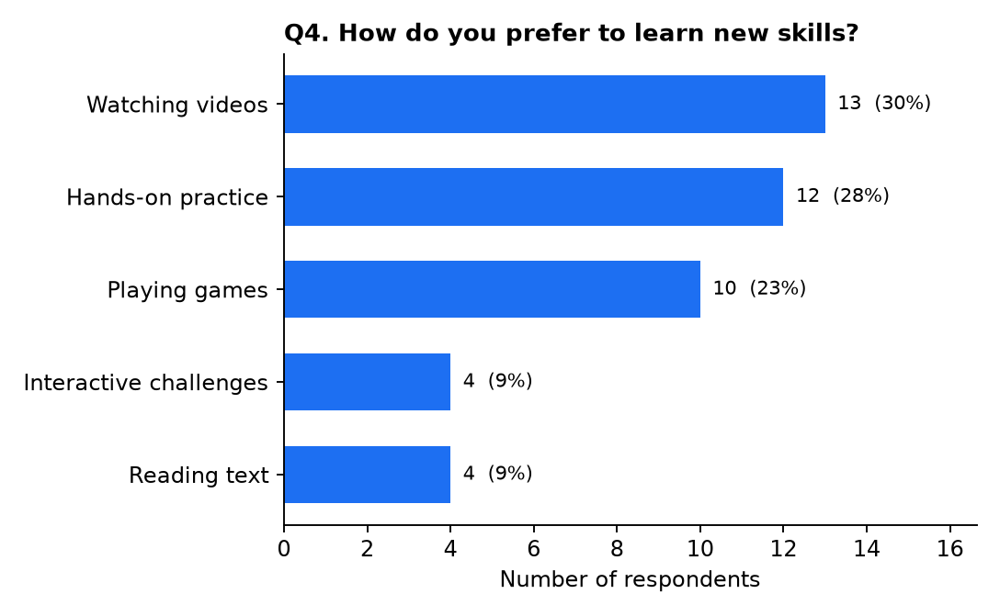 Q4. How do you prefer to learn new skills?
Watching videos 13 (30%)
Hands-on practice 12 (28%)
Playing games 10 (23%)
Interactive challenges 4 (9%)
Reading text 4 (9%)
0 2 4 6 8 10 12 14 16
Number of respondents